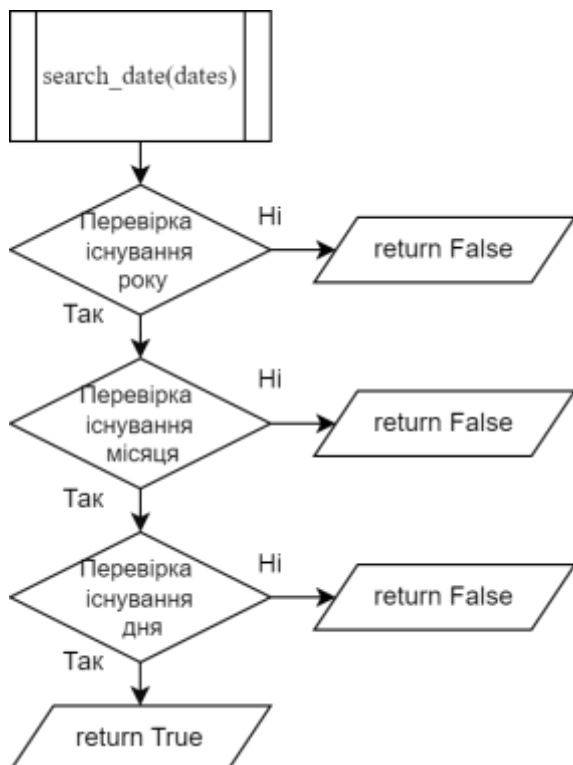 search_date(dates)
Перевірка
існування
року
Ні
return False
Так
Перевірка
існування
місяця
Ні
return False
Так
Перевірка
існування
дня
Ні
return False
Так
return True